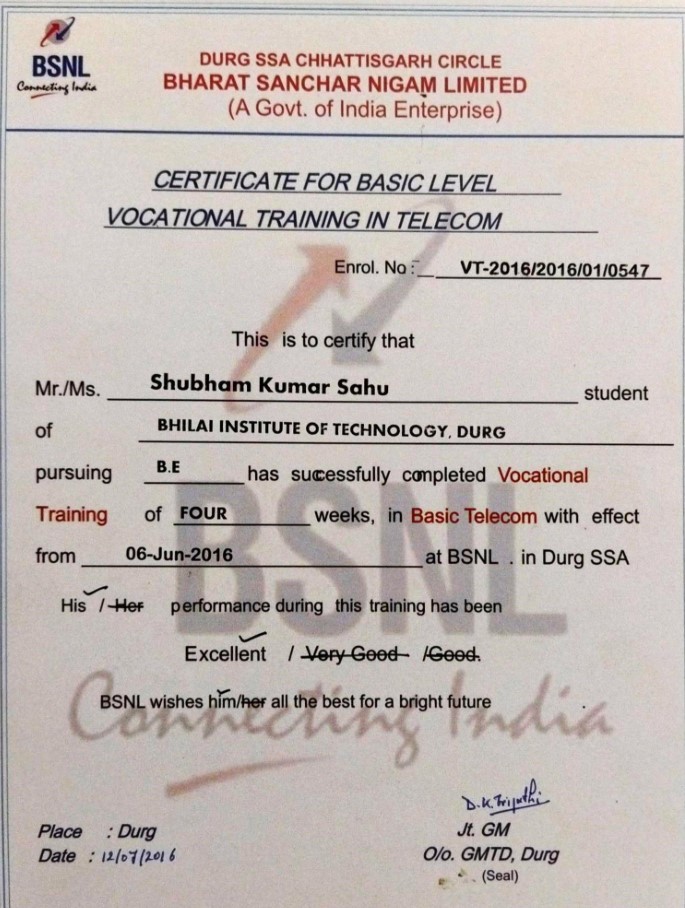 BSNL
Connecting India
DURG SSA CHHATTISGARH CIRCLE
BHARAT SANCHAR NIGAM LIMITED
(A Govt. of India Enterprise)
CERTIFICATE FOR BASIC LEVEL
VOCATIONAL TRAINING IN TELECOM
Enrol. No : VT-2016/2016/01/0547
This is to certify that
Mr./Ms. Shubham Kumar Sahu student
of BHILAI INSTITUTE OF TECHNOLOGY, DURG
pursuing B.E has successfully completed Vocational
Training of FOUR weeks, in Basic Telecom with effect
from 06-Jun-2016 at BSNL . in Durg SSA
His / Her performance during this training has been
Excellent / Very Good /Good.
BSNL wishes him/her all the best for a bright future
BSNL
Connecting India
D.K. Tripathi
Place : Durg
Jt. GM
Date : 12/07/2016
O/o. GMTD, Durg
(Seal)